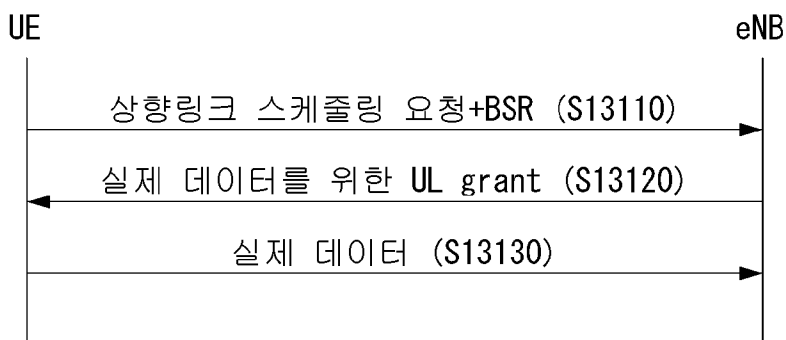 UE eNB
상향링크 스케줄링 요청+BSR (S13110)
실제 데이터를 위한 UL grant (S13120)
실제 데이터 (S13130)